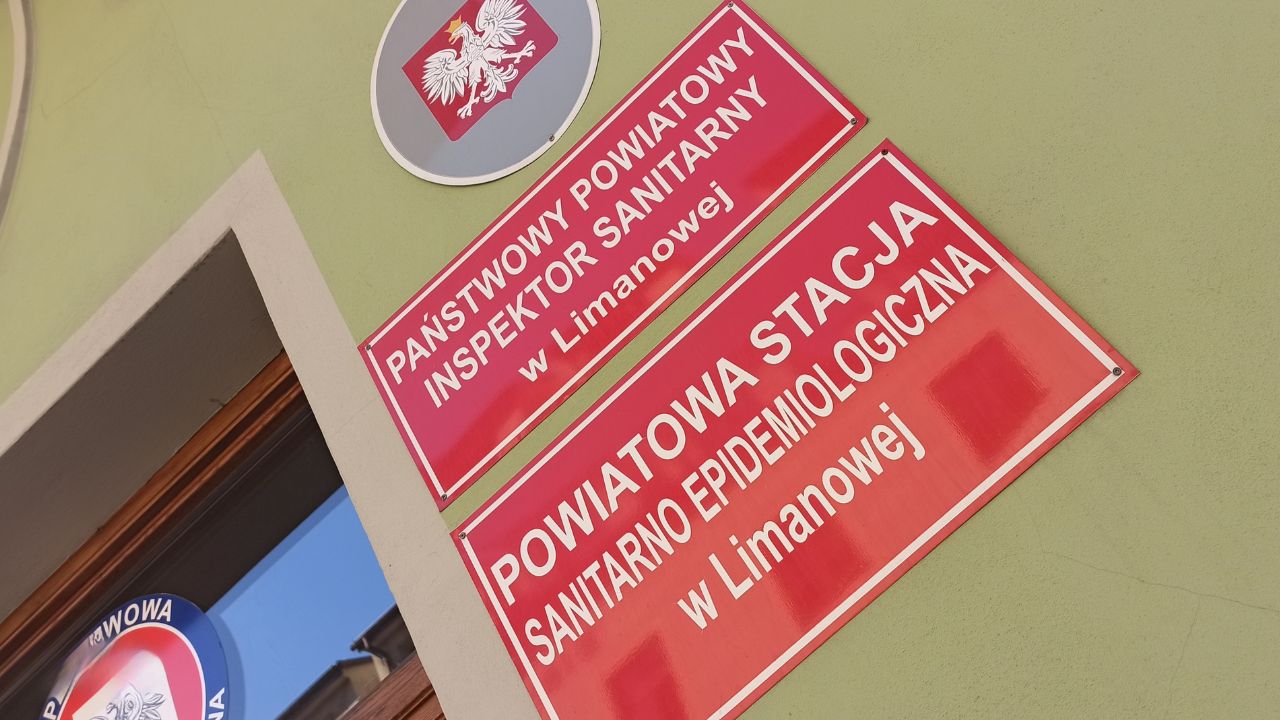 PAŃSTWOWY POWIATOWY
INSPEKTOR SANITARNY
w Limanowej
POWIATOWA STACJA
SANITARNO EPIDEMIOLOGICZNA
w Limanowej